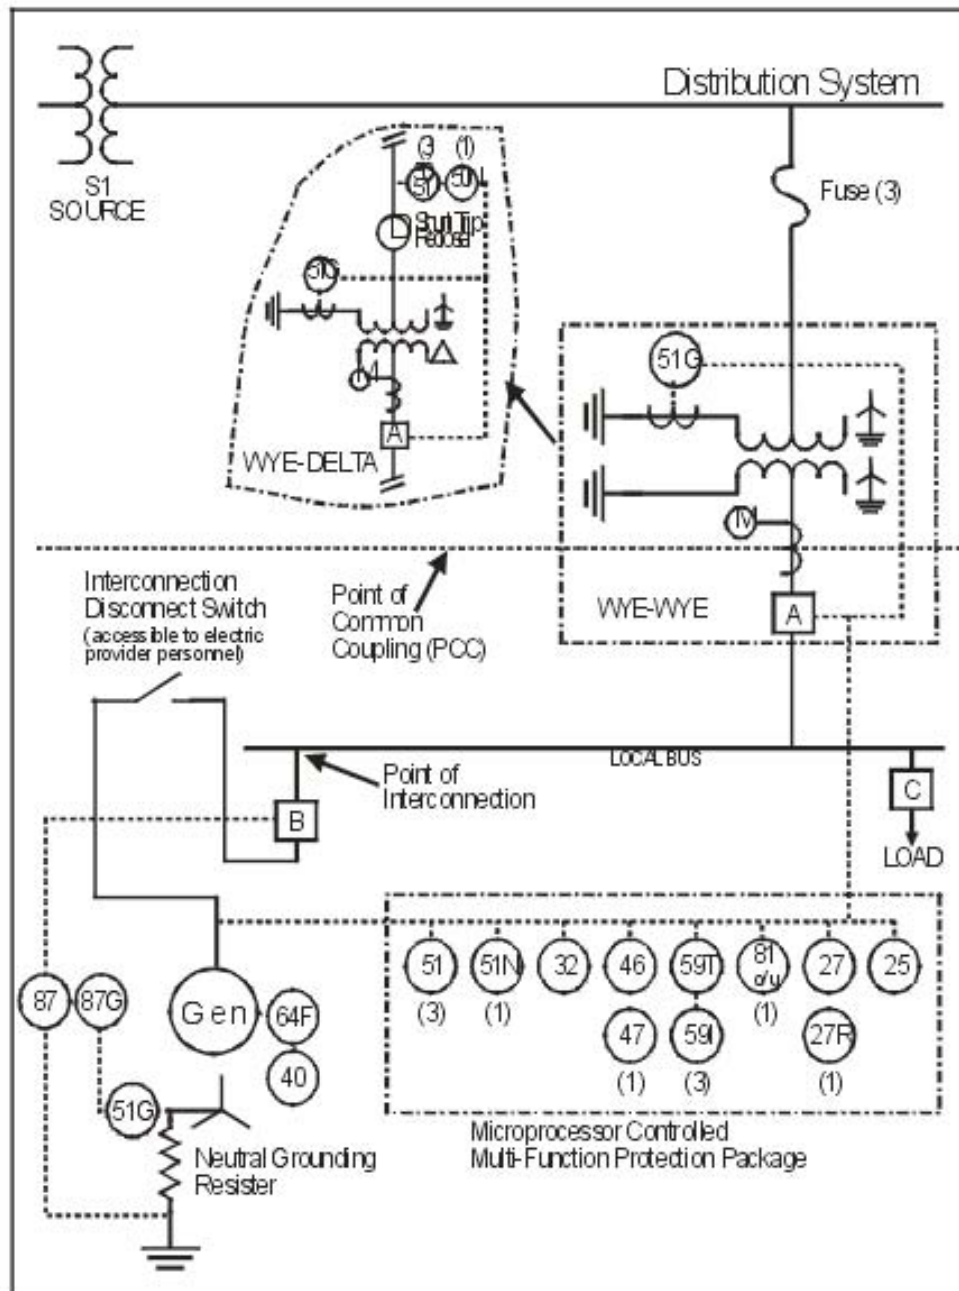 Distribution System
S1
SOURCE
(3)
(1)
51
Fuse (3)
51G
WYE-DELTA
A
51G
M
WYE-WYE
A
Interconnection
Disconnect Switch
(accessible to electric
provider personnel)
Point of
Common
Coupling (PCC)
LOCAL BUS
Point of
Interconnection
B
C
LOAD
51
51N
32
46
59T
81
o/u
27
25
(3)
(1)
(1)
47
59I
27R
(1)
(3)
(1)
87
87G
Gen
64F
40
51G
Neutral Grounding
Resister
Microprocessor Controlled
Multi-Function Protection Package